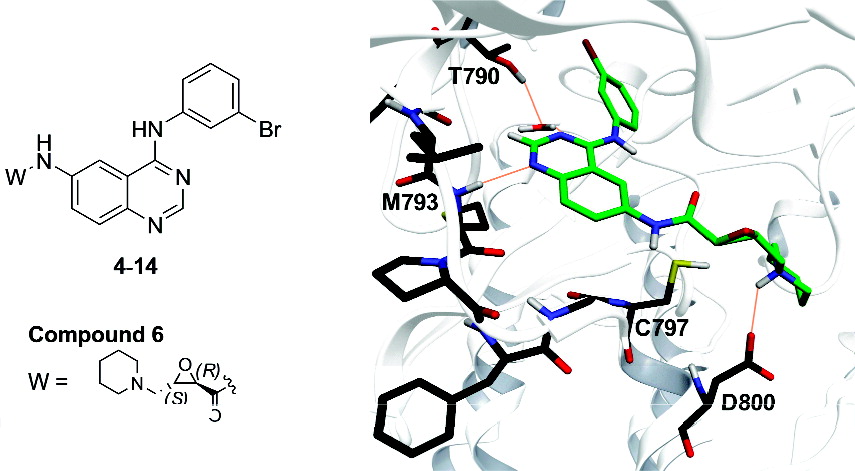 HN
Br
H
N
W
N
N
4-14
Compound 6
W =
N
O
(R)
(S)
O
T790
M793
C797
D800